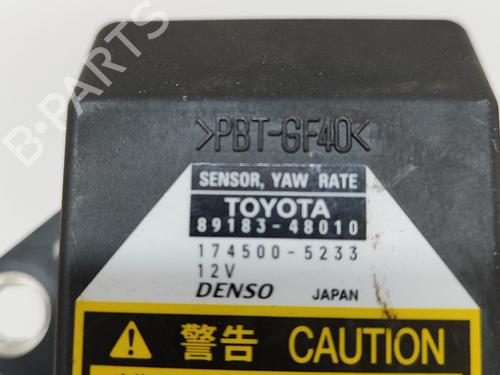 B-PARTS
>PBT-GF40<
SENSOR, YAW RATE
TOYOTA
89183-48010
174500-5233
12V
DENSO JAPAN
警告 CAUTION